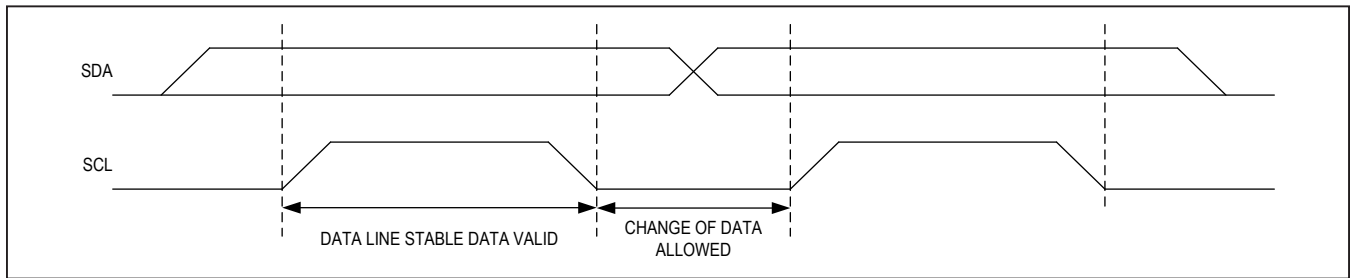 SDA
SCL
DATA LINE STABLE DATA VALID
CHANGE OF DATA
ALLOWED